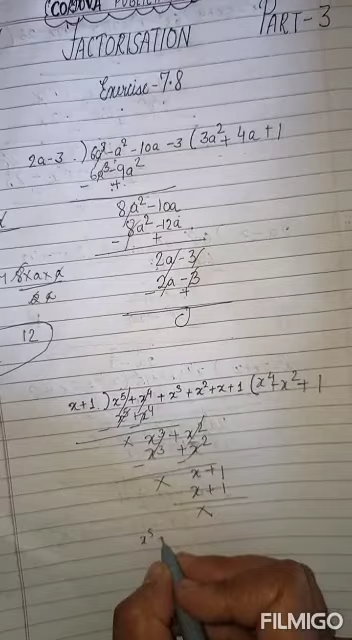 CORDOVA PUBLIC
PART-3
FACTORISATION
Exercise-7.8
2a-3 ) 6a³-a²-10a-3 ( 3a²+4a+1
6a³-9a²
- +
8a²-10a
8a²-12a
- +
2a-3
2a-3
- +
0
8xaxa
12
x+1 ) x⁵+x⁴+x³+x²+x+1 ( x⁴+x²+1
x⁵+x⁴
x x³+x²
x³+x²
x x+1
x+1
x
x⁵
FILMIGO